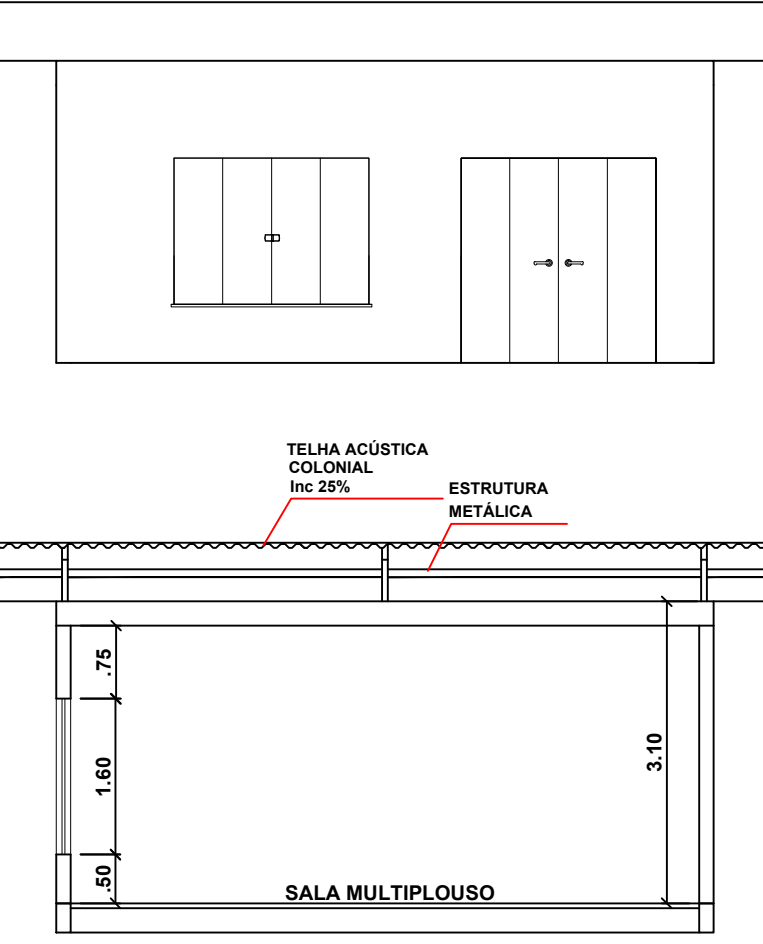 TELHA ACÚSTICA
COLONIAL
Inc 25%
ESTRUTURA
METÁLICA
.75
1.60
3.10
.50
SALA MULTIPLOUSO